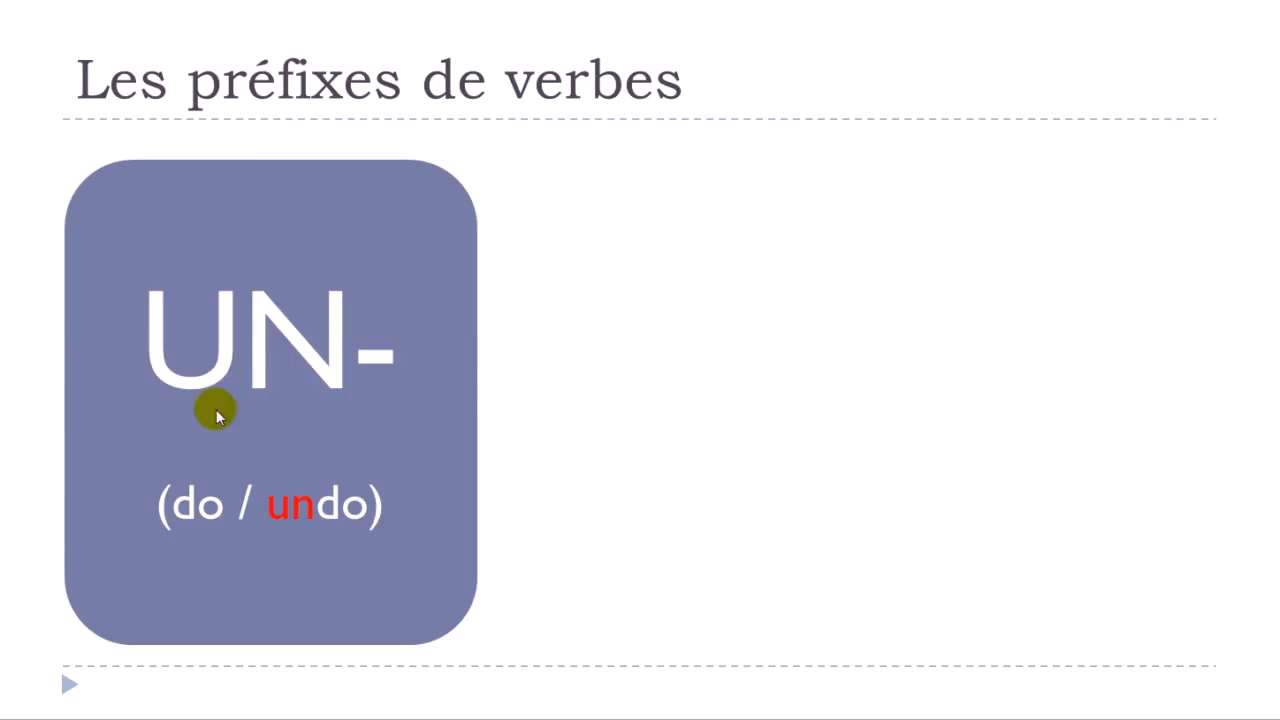 Les préfixes de verbes
UN-
(do / undo)